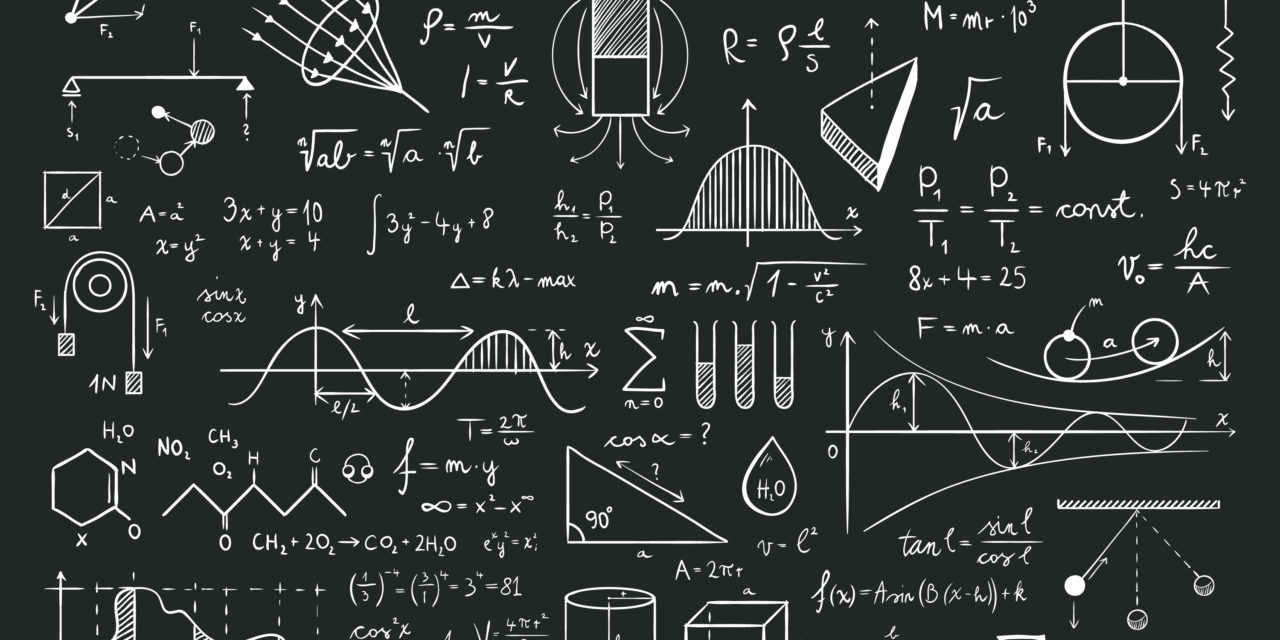 F₂
F₁
S₁
?
ρ = m/V
I = V/R
R = ρ l/S
M = mr · 10³
√a
F₁
F₂
ⁿ√ab = ⁿ√a · ⁿ√b
d
a
a
A = a²
x = y²
3x + y = 10
x + y = 4
∫ 3y² - 4y + 8
h₁/h₂ = P₁/P₂
x
P₁/T₁ = P₂/T₂ = const.
S = 4πr²
8x + 4 = 25
v₀ = hc/A
F₂
F₁
1N
sin x
cos x
Δ = kλ - max
m = m. √1 - v²/c²
F = m · a
m
a
h
y
l
h
x
l/2
∞
Σ
n=0
y
h₁
h₂
x
0
T = 2π/ω
cos α = ?
H₂O
N
O
X
NO₂
CH₃
O₂
H
C
O
f = m · y
∞ = x² - x^∞
CH₂ + 2O₂ → CO₂ + 2H₂O
?
90°
a
H₂O
v = l²
A = 2πr
tan l = sin l/cos l
(1/3)⁻⁴ = (3/1)⁴ = 3⁴ = 81
f(x) = A sin (B (x-h)) + k
cos²x
r
a